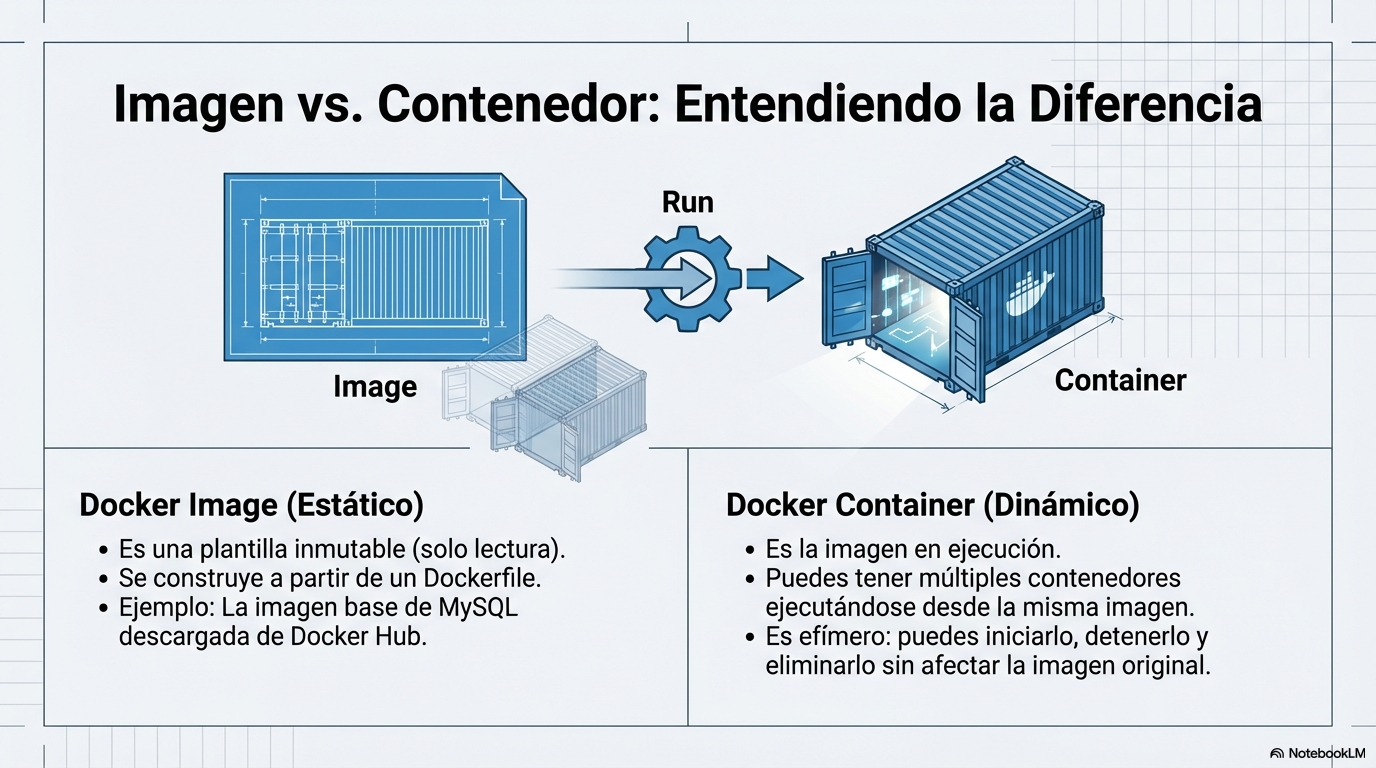 Imagen vs. Contenedor: Entendiendo la Diferencia
Run
Image
Container
Docker Image (Estático)
• Es una plantilla inmutable (solo lectura).
• Se construye a partir de un Dockerfile.
• Ejemplo: La imagen base de MySQL
descargada de Docker Hub.
Docker Container (Dinámico)
• Es la imagen en ejecución.
• Puedes tener múltiples contenedores
ejecutándose desde la misma imagen.
• Es efímero: puedes iniciarlo, detenerlo y
eliminarlo sin afectar la imagen original.
NotebookLM